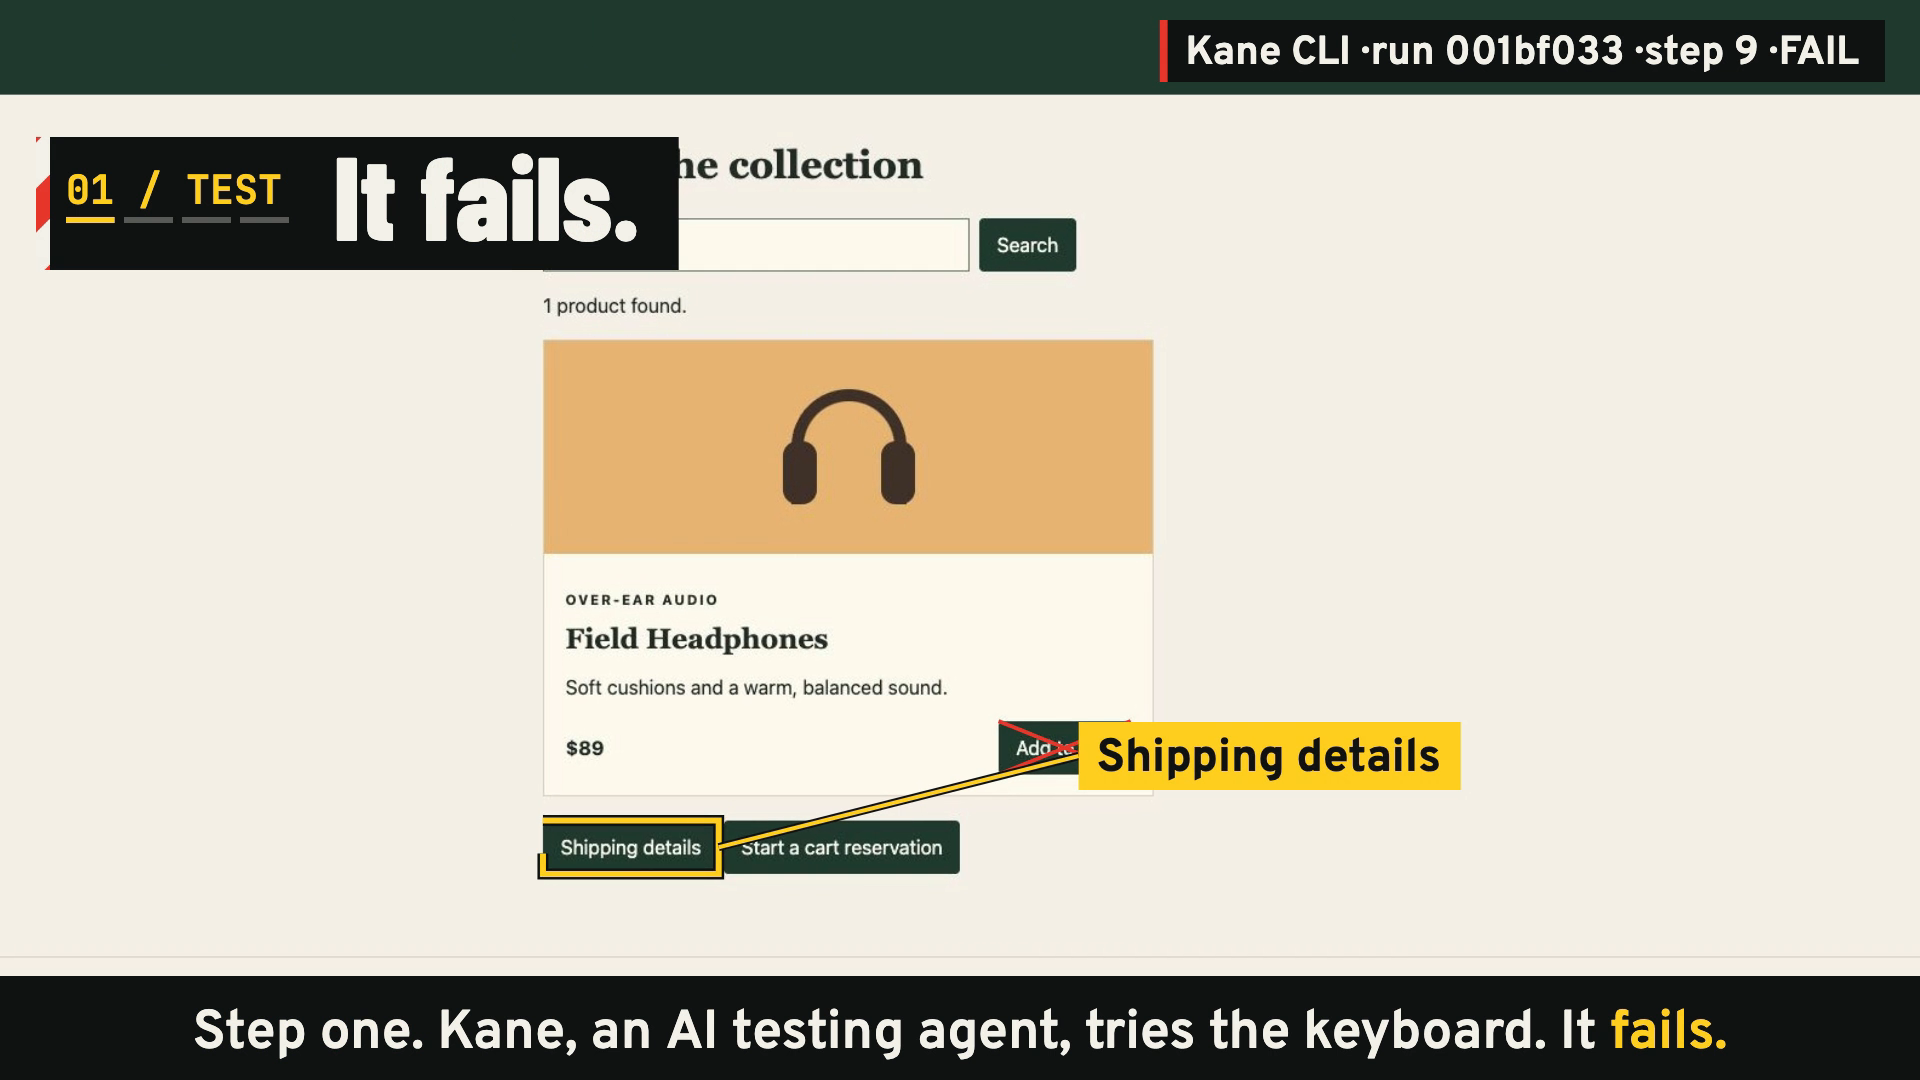 Kane CLI ·run 001bf033 ·step 9 ·FAIL
01 / TEST
It fails.
he collection
Search
1 product found.
OVER-EAR AUDIO
Field Headphones
Soft cushions and a warm, balanced sound.
$89
Add to
Shipping details
Shipping details
Start a cart reservation
Step one. Kane, an AI testing agent, tries the keyboard. It fails.